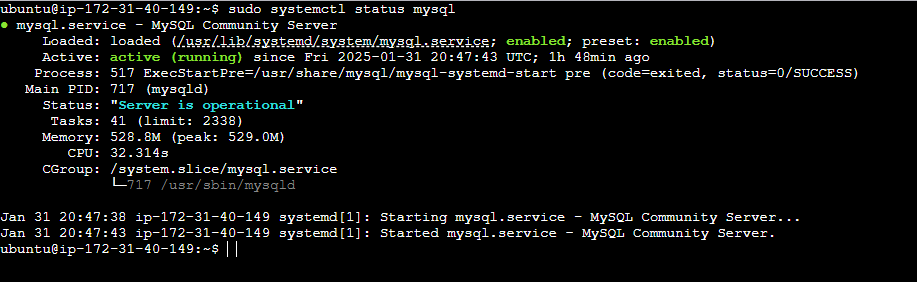 ubuntu@ip-172-31-40-149:~$ sudo systemctl status mysql
● mysql.service - MySQL Community Server
     Loaded: loaded (/usr/lib/systemd/system/mysql.service; enabled; preset: enabled)
     Active: active (running) since Fri 2025-01-31 20:47:43 UTC; 1h 48min ago
    Process: 517 ExecStartPre=/usr/share/mysql/mysql-systemd-start pre (code=exited, status=0/SUCCESS)
   Main PID: 717 (mysqld)
     Status: "Server is operational"
      Tasks: 41 (limit: 2338)
     Memory: 528.8M (peak: 529.0M)
        CPU: 32.314s
     CGroup: /system.slice/mysql.service
             └─717 /usr/sbin/mysqld
Jan 31 20:47:38 ip-172-31-40-149 systemd[1]: Starting mysql.service - MySQL Community Server...
Jan 31 20:47:43 ip-172-31-40-149 systemd[1]: Started mysql.service - MySQL Community Server.
ubuntu@ip-172-31-40-149:~$